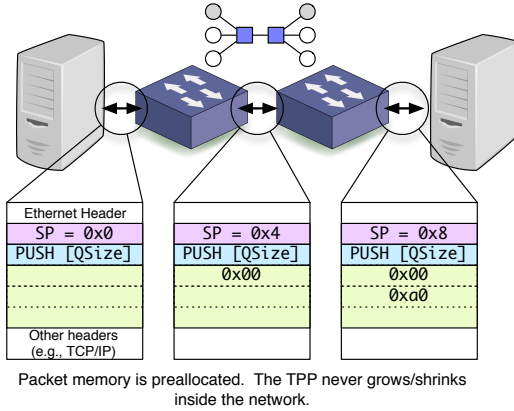 Ethernet Header
SP = 0x0
PUSH [QSize]
Other headers
(e.g., TCP/IP)
SP = 0x4
PUSH [QSize]
0x00
SP = 0x8
PUSH [QSize]
0x00
0xa0
Packet memory is preallocated. The TPP never grows/shrinks
inside the network.